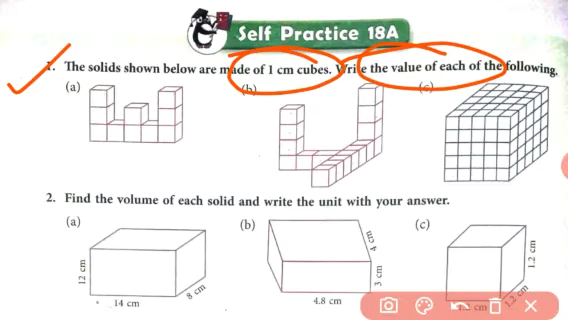 Self Practice 18A
1. The solids shown below are made of 1 cm cubes. Write the value of each of the following.
(a) (b) (c)
2. Find the volume of each solid and write the unit with your answer.
(a) (b) (c)
12 cm
14 cm
8 cm
4 cm
3 cm
4.8 cm
1.2 cm
1.2 cm